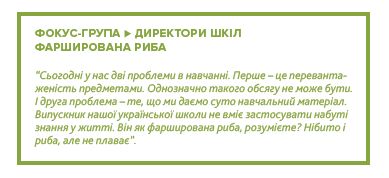 ФОКУС-ГРУПА ▸ ДИРЕКТОРИ ШКІЛ
ФАРШИРОВАНА РИБА
"Сьогодні у нас дві проблеми в навчанні. Перше – це переванта-
женість предметами. Однозначно такого обсягу не може бути.
І друга проблема – те, що ми даємо суто навчальний матеріал.
Випускник нашої української школи не вміє застосувати набуті
знання у житті. Він як фарширована риба, розумієте? Нібито і
риба, але не плаває".